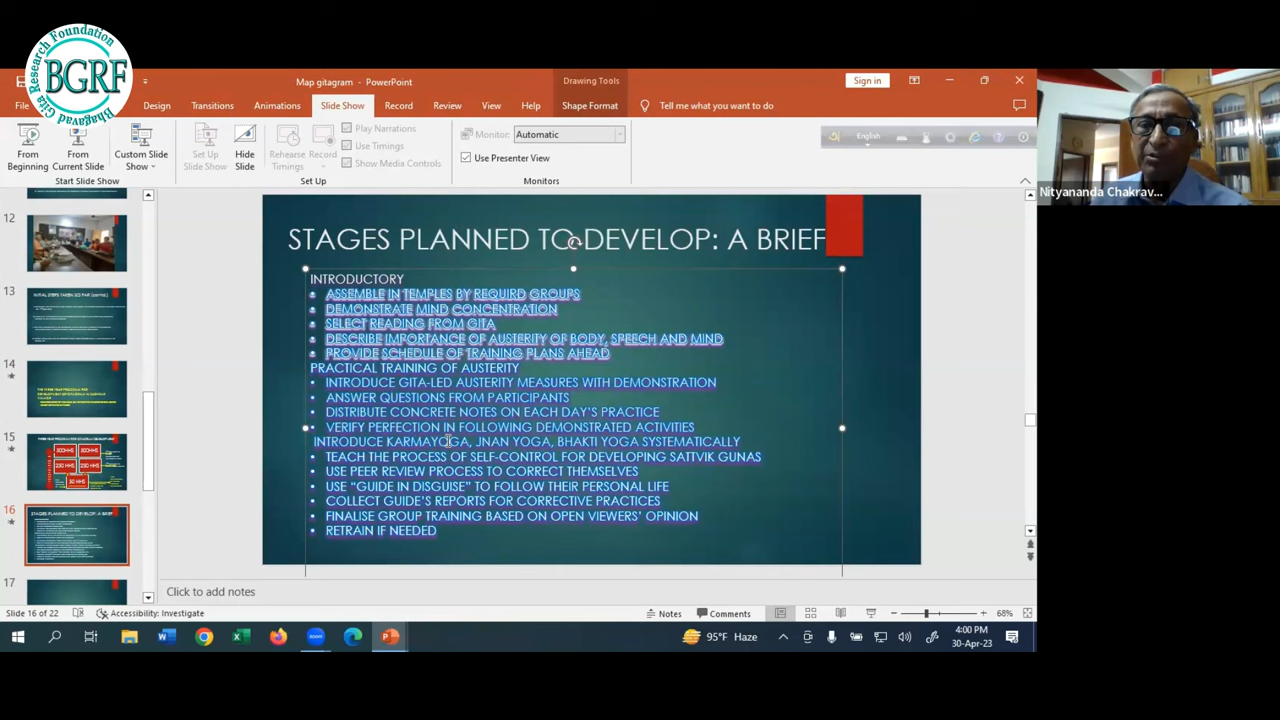 Bhagavad Gita Research Foundation
BGRF
Map gitagram - PowerPoint
Drawing Tools
Sign in
File
Design
Transitions
Animations
Slide Show
Record
Review
View
Help
Shape Format
Tell me what you want to do
From Beginning
From Current Slide
Custom Slide Show
Set Up Slide Show
Hide Slide
Rehearse Timings
Record
Play Narrations
Use Timings
Show Media Controls
Monitor:
Automatic
Use Presenter View
Start Slide Show
Set Up
Monitors
English
Nityananda Chakrav...
12
13
14
15
16
17
STAGES PLANNED TO DEVELOP: A BRIEF
INTRODUCTORY
• ASSEMBLE IN TEMPLES BY REQUIRD GROUPS
• DEMONSTRATE MIND CONCENTRATION
• SELECT READING FROM GITA
• DESCRIBE IMPORTANCE OF AUSTERITY OF BODY, SPEECH AND MIND
• PROVIDE SCHEDULE OF TRAINING PLANS AHEAD
PRACTICAL TRAINING OF AUSTERITY
• INTRODUCE GITA-LED AUSTERITY MEASURES WITH DEMONSTRATION
• ANSWER QUESTIONS FROM PARTICIPANTS
• DISTRIBUTE CONCRETE NOTES ON EACH DAY'S PRACTICE
• VERIFY PERFECTION IN FOLLOWING DEMONSTRATED ACTIVITIES
INTRODUCE KARMAYOGA, JNAN YOGA, BHAKTI YOGA SYSTEMATICALLY
• TEACH THE PROCESS OF SELF-CONTROL FOR DEVELOPING SATTVIK GUNAS
• USE PEER REVIEW PROCESS TO CORRECT THEMSELVES
• USE "GUIDE IN DISGUISE" TO FOLLOW THEIR PERSONAL LIFE
• COLLECT GUIDE'S REPORTS FOR CORRECTIVE PRACTICES
• FINALISE GROUP TRAINING BASED ON OPEN VIEWERS' OPINION
• RETRAIN IF NEEDED
Click to add notes
Slide 16 of 22
Accessibility: Investigate
Notes
Comments
68%
95°F Haze
4:00 PM
30-Apr-23